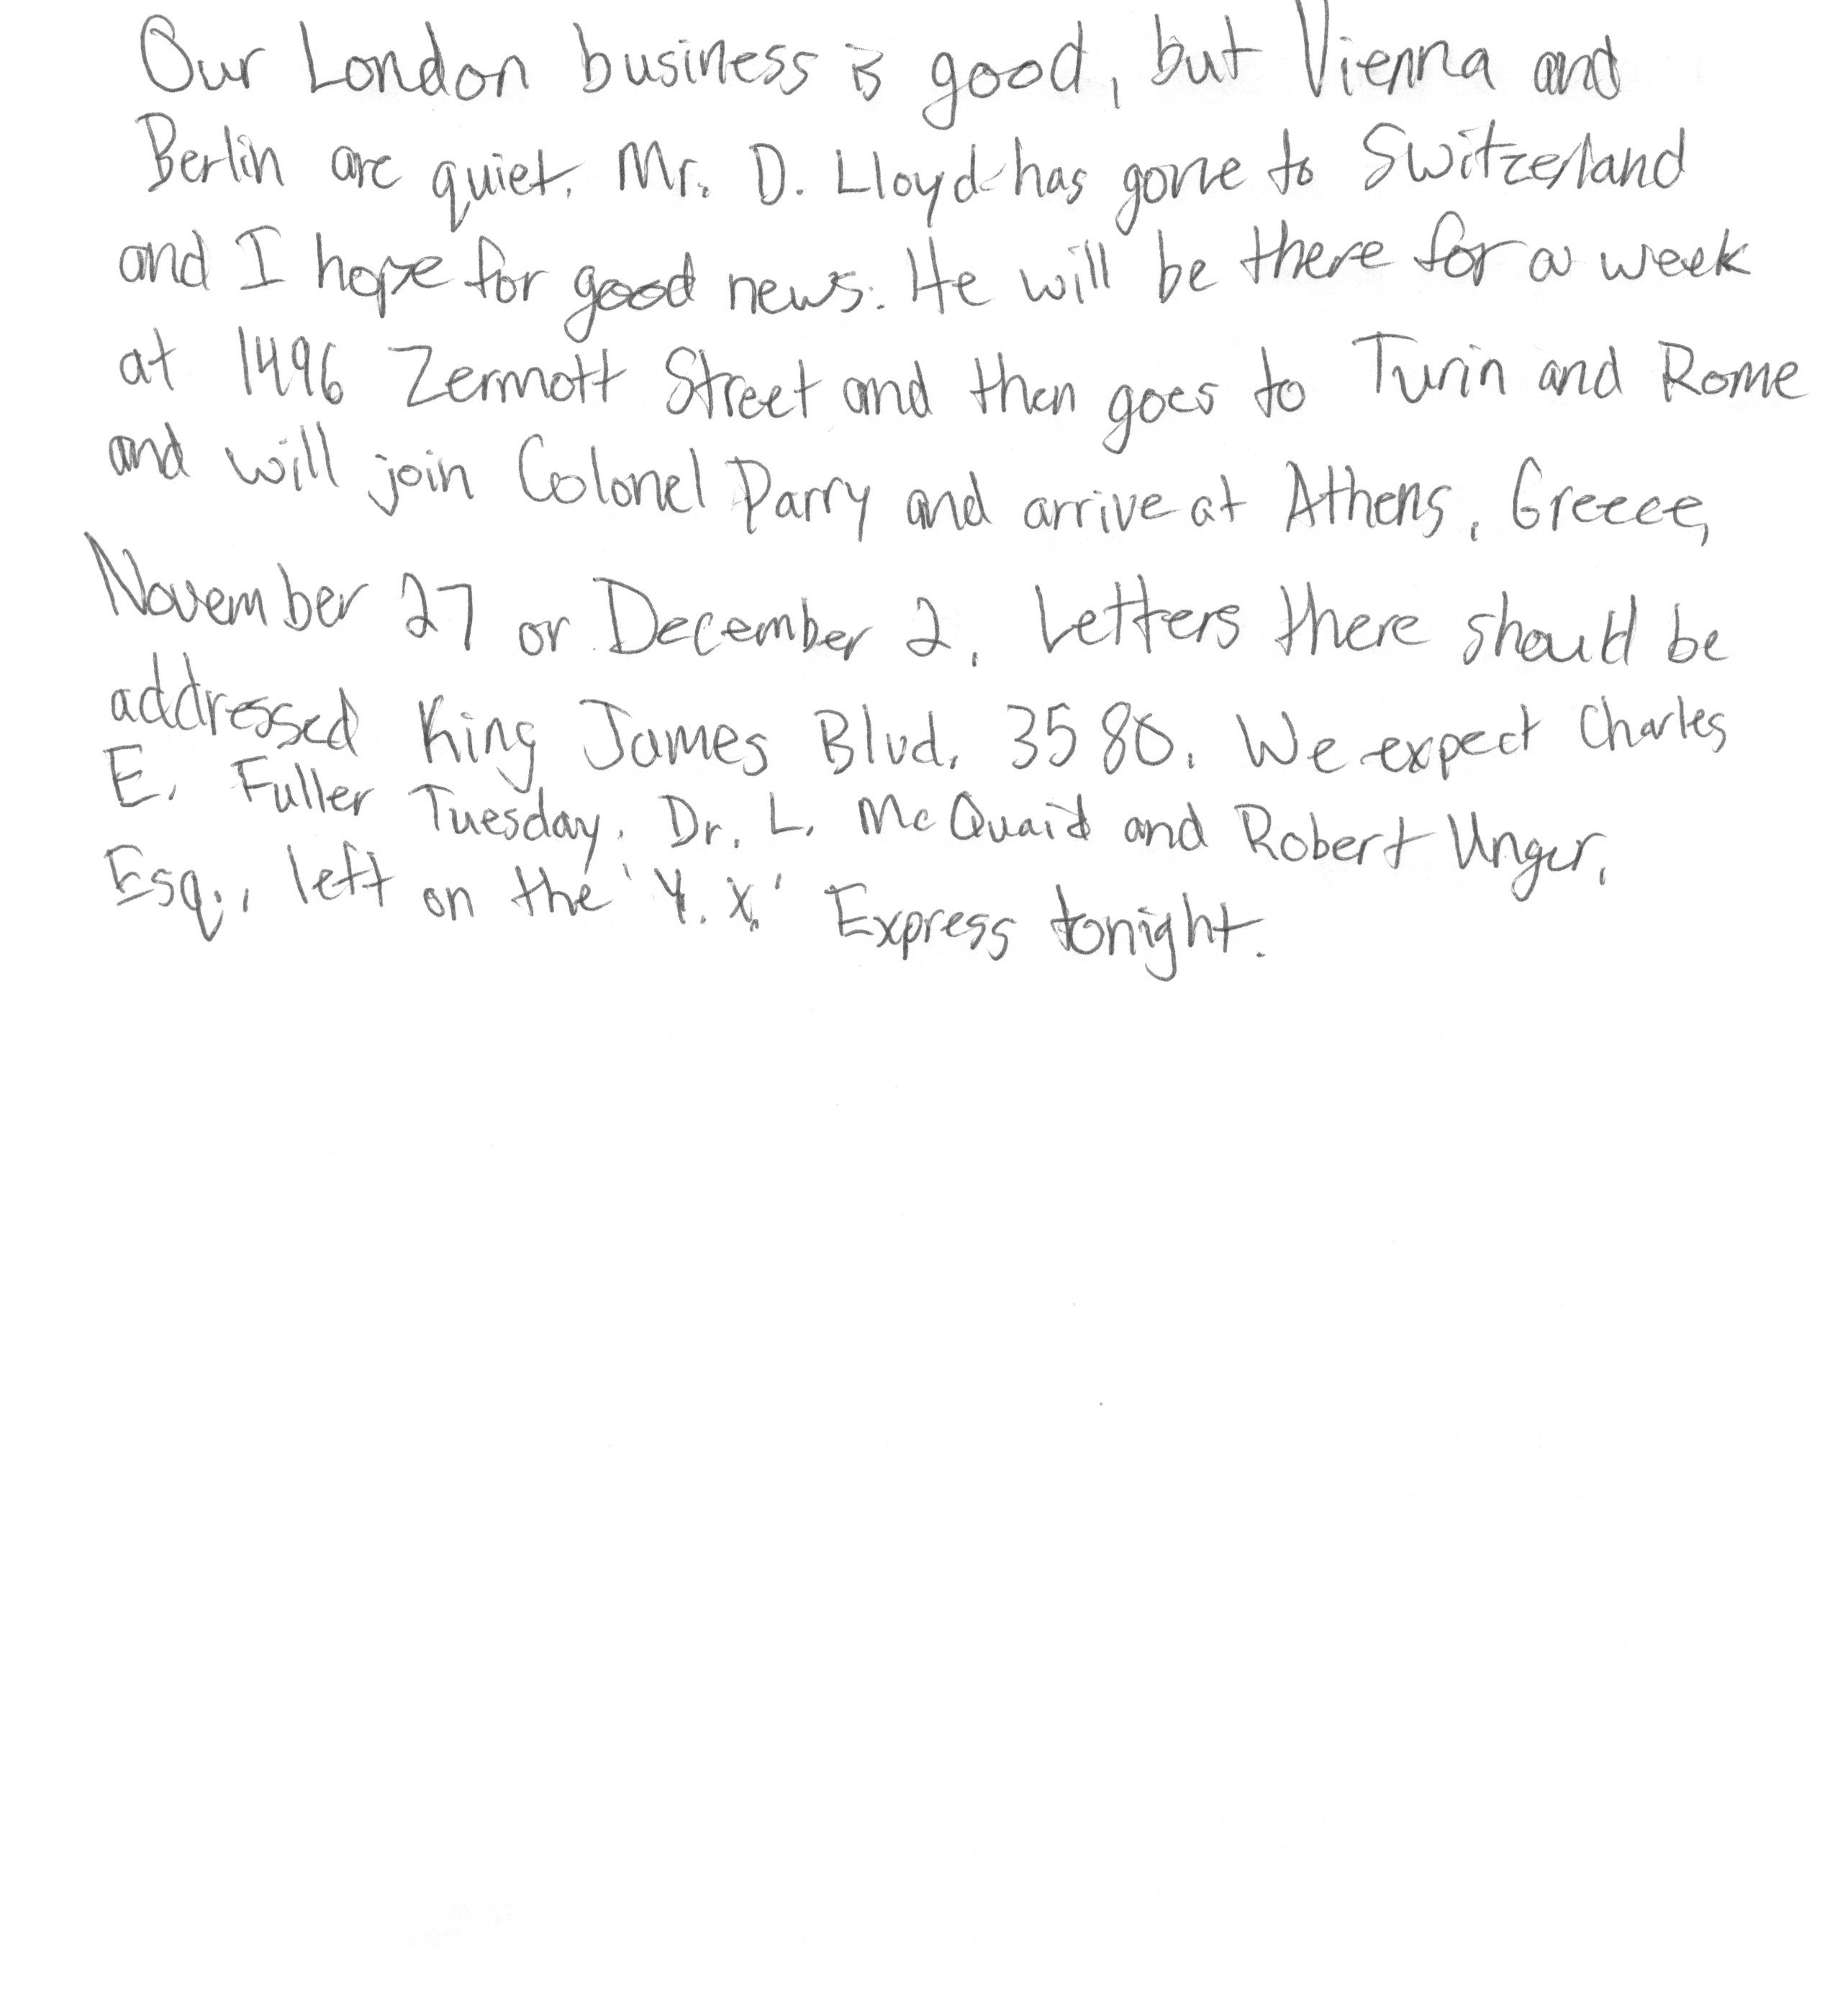 Our London business is good, but Vienna and
Berlin are quiet. Mr. D. Lloyd has gone to Switzerland
and I hope for good news. He will be there for a week
at 1496 Zermott Street and then goes to Turin and Rome
and will join Colonel Parry and arrive at Athens, Greece,
November 27 or December 2. Letters there should be
addressed King James Blvd. 3580. We expect Charles
E. Fuller Tuesday. Dr. L. McQuaid and Robert Unger,
Esq., left on the 'Y.X.' Express tonight.